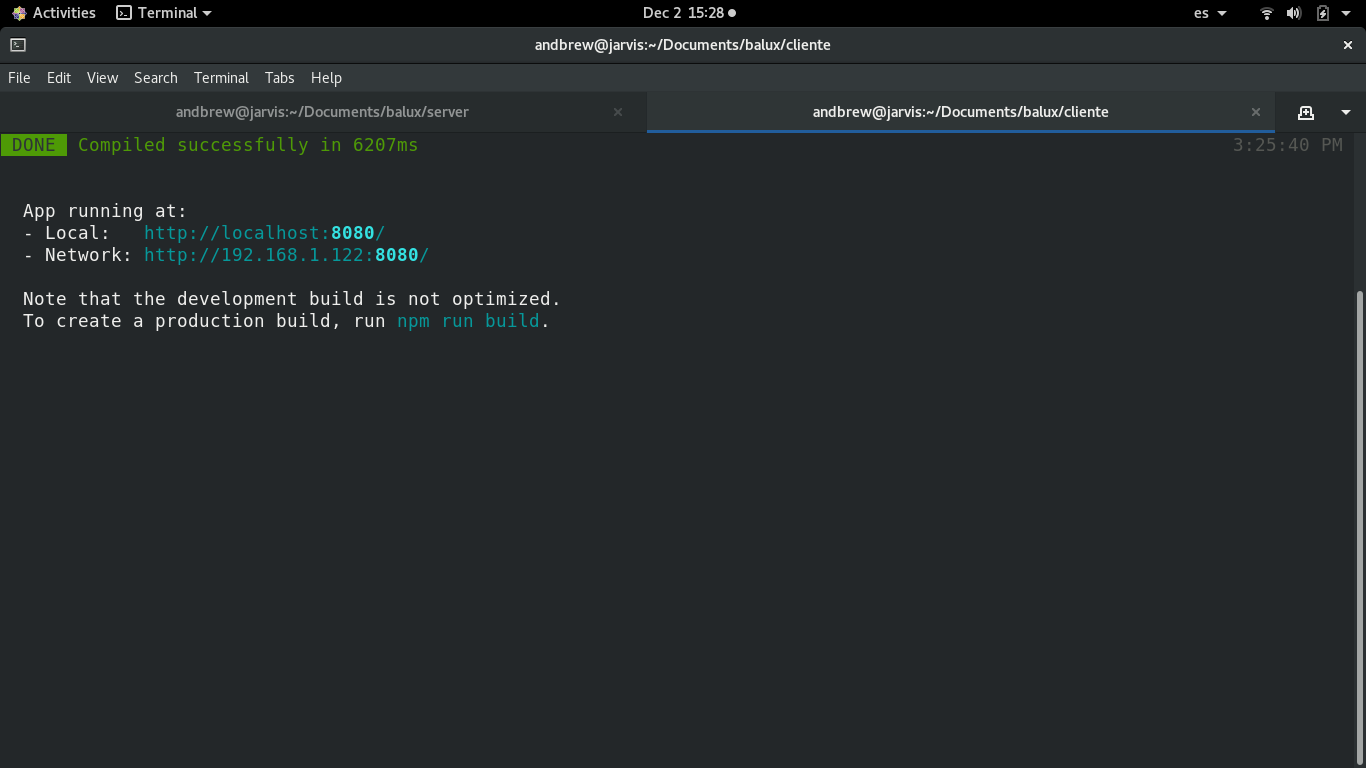 Activities Terminal Dec 2 15:28 es
andbrew@jarvis:~/Documents/balux/cliente
File Edit View Search Terminal Tabs Help
andbrew@jarvis:~/Documents/balux/server andbrew@jarvis:~/Documents/balux/cliente
DONE Compiled successfully in 6207ms 3:25:40 PM
App running at:
- Local: http://localhost:8080/
- Network: http://192.168.1.122:8080/
Note that the development build is not optimized.
To create a production build, run npm run build.